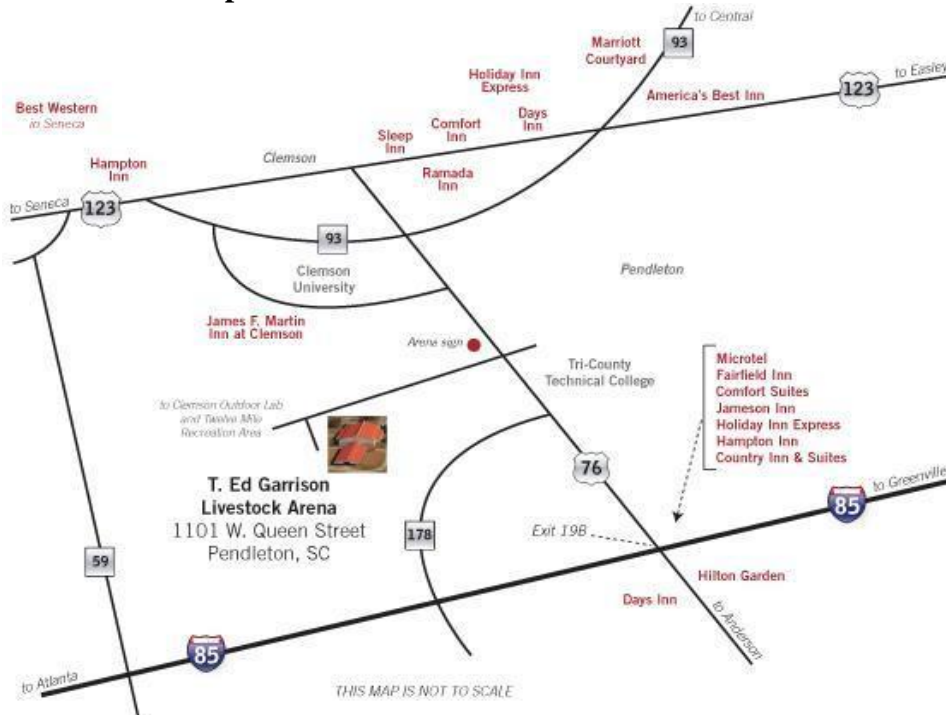 to Central
93
Marriott
Courtyard
to Easley
123
Holiday Inn
Express
America's Best Inn
Best Western
in Seneca
Days
Inn
Comfort
Inn
Sleep
Inn
Clemson
Hampton
Inn
Ramada
Inn
to Seneca
123
93
Clemson
University
Pendleton
James F. Martin
Inn at Clemson
Arena sign
Tri-County
Technical College
Microtel
Fairfield Inn
Comfort Suites
Jameson Inn
Holiday Inn Express
Hampton Inn
Country Inn & Suites
to Clemson Outdoor Lab
and Twelve Mile
Recreation Area
T. Ed Garrison
Livestock Arena
1101 W. Queen Street
Pendleton, SC
76
to Greenville
85
178
Exit 19B
59
Hilton Garden
Days Inn
to Anderson
85
to Atlanta
THIS MAP IS NOT TO SCALE